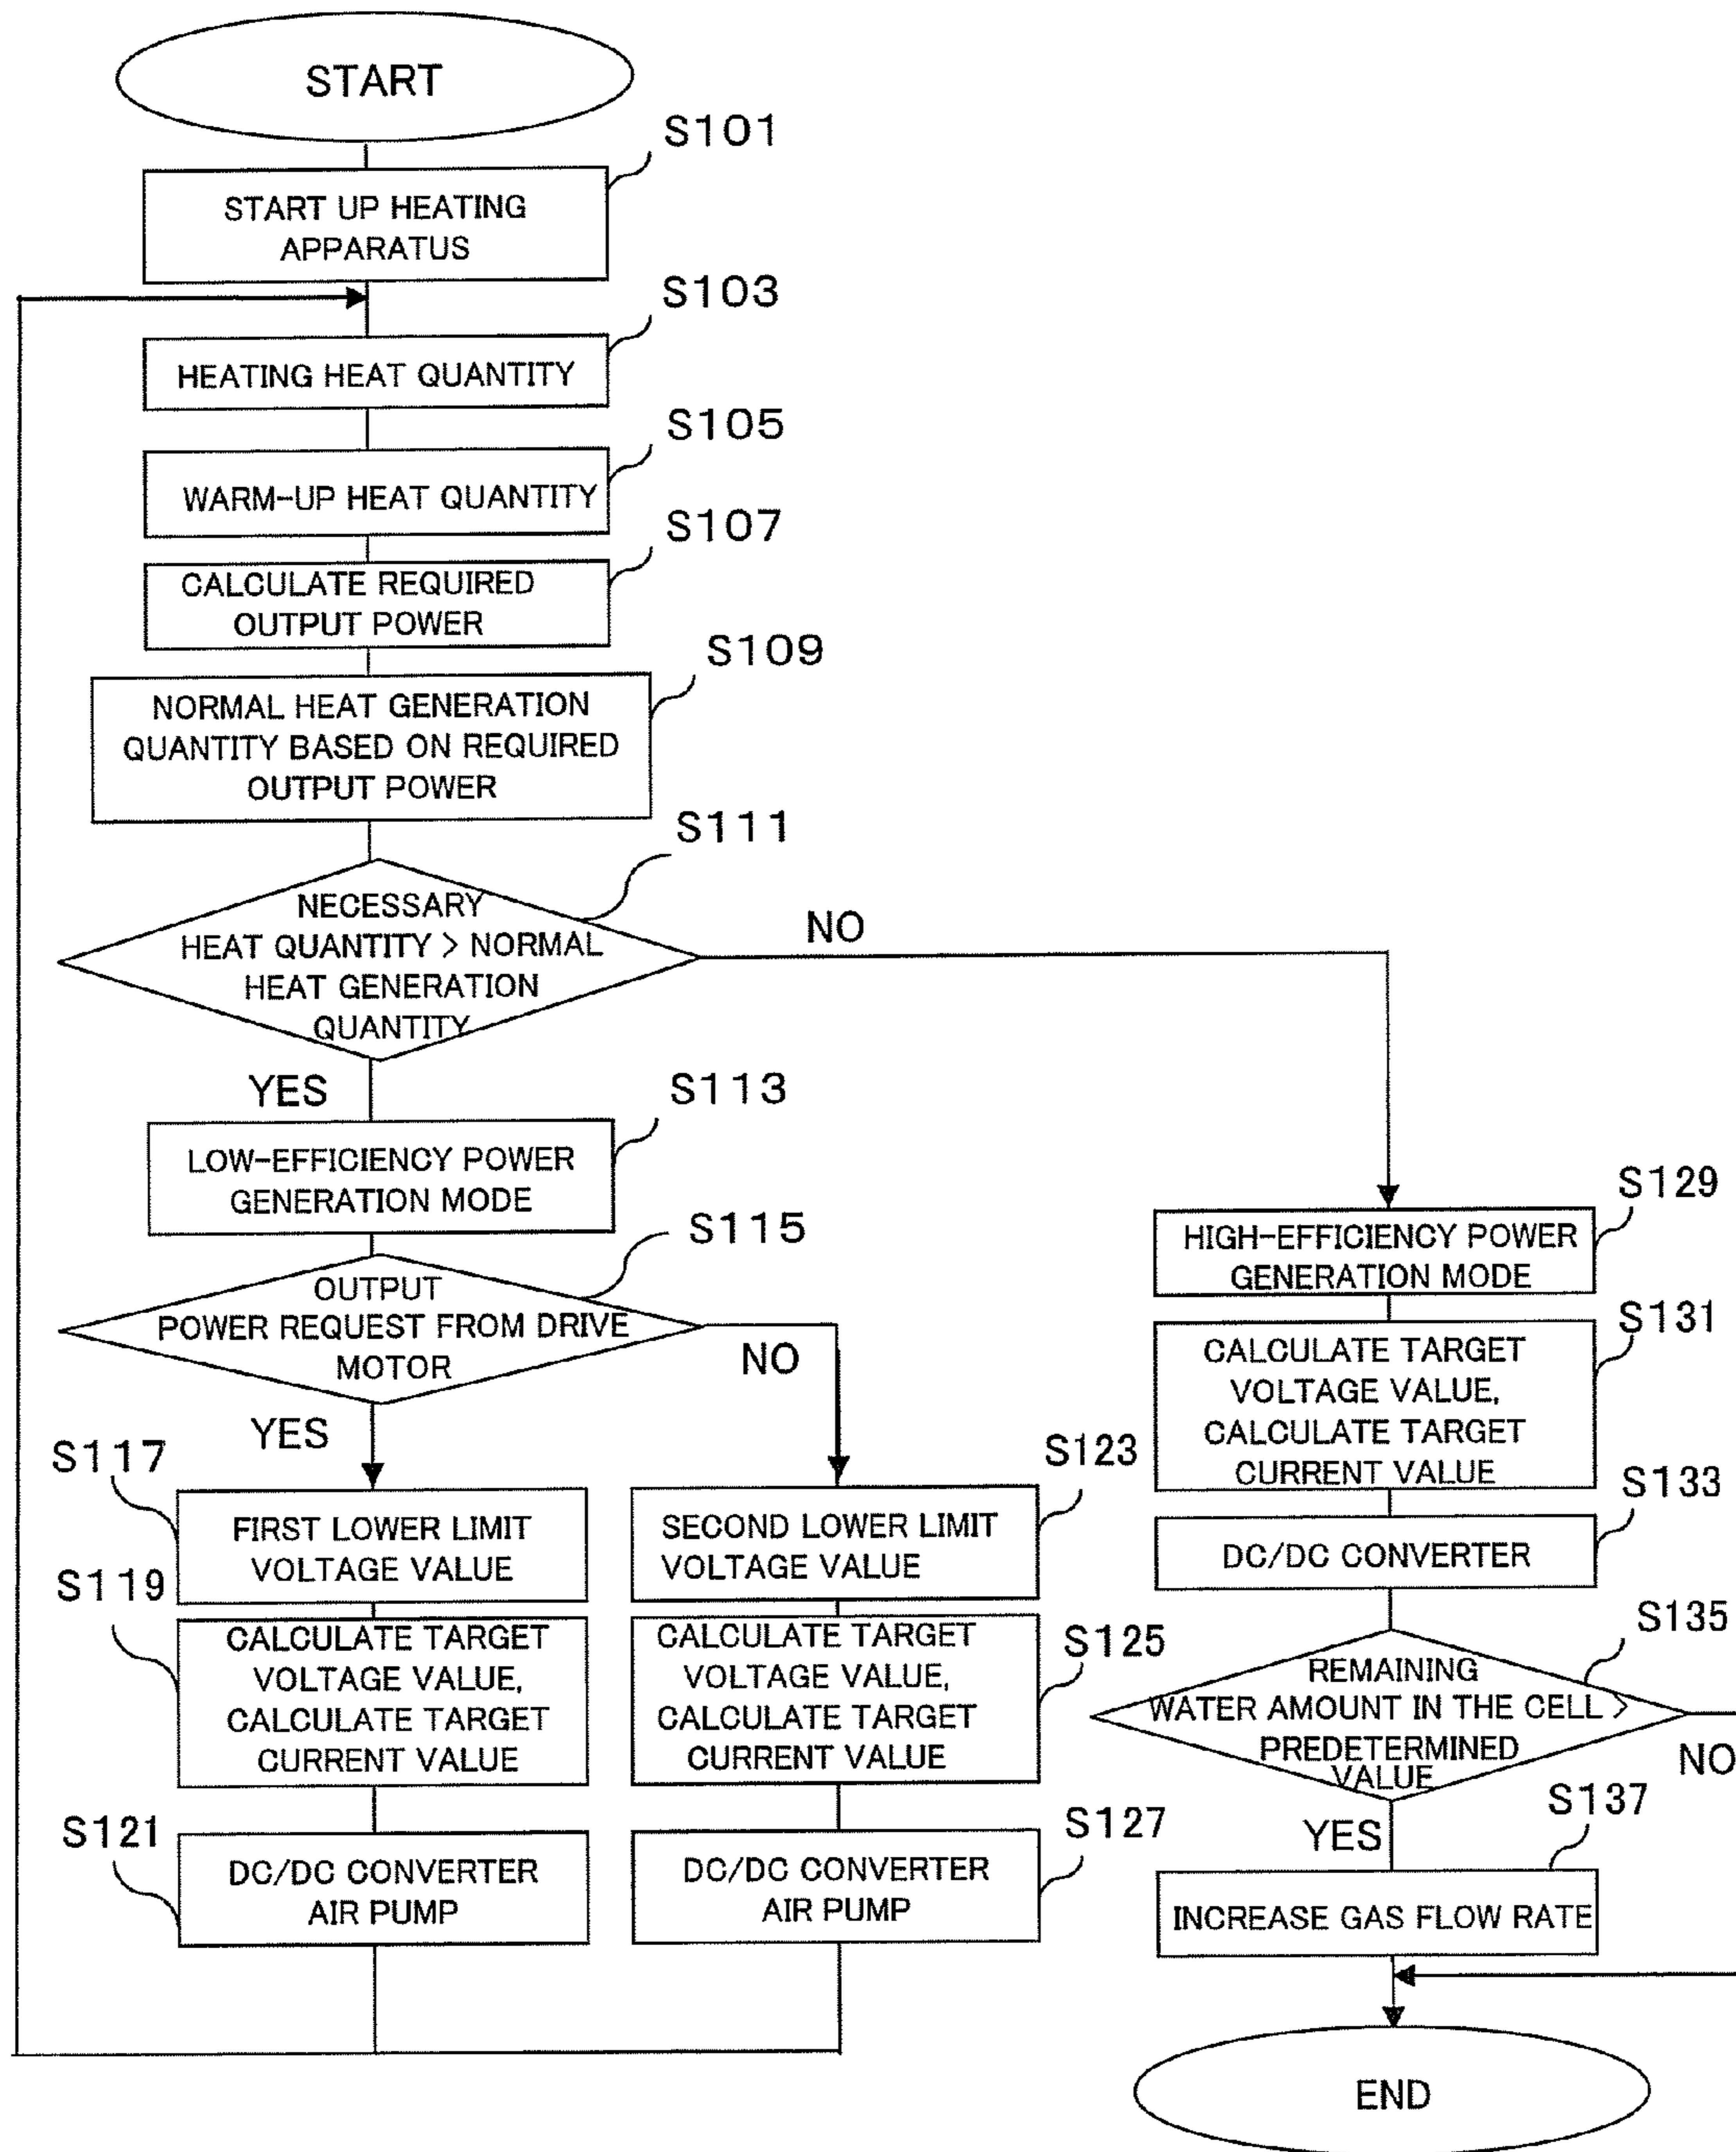 START
S101
START UP HEATING
APPARATUS
S103
HEATING HEAT QUANTITY
S105
WARM-UP HEAT QUANTITY
S107
CALCULATE REQUIRED
OUTPUT POWER
S109
NORMAL HEAT GENERATION
QUANTITY BASED ON REQUIRED
OUTPUT POWER
S111
NECESSARY
HEAT QUANTITY > NORMAL
HEAT GENERATION
QUANTITY
NO
YES
S113
LOW-EFFICIENCY POWER
GENERATION MODE
S115
OUTPUT
POWER REQUEST FROM DRIVE
MOTOR
NO
YES
S117
FIRST LOWER LIMIT
VOLTAGE VALUE
S119
CALCULATE TARGET
VOLTAGE VALUE,
CALCULATE TARGET
CURRENT VALUE
S121
DC/DC CONVERTER
AIR PUMP
S123
SECOND LOWER LIMIT
VOLTAGE VALUE
S125
CALCULATE TARGET
VOLTAGE VALUE,
CALCULATE TARGET
CURRENT VALUE
S127
DC/DC CONVERTER
AIR PUMP
S129
HIGH-EFFICIENCY POWER
GENERATION MODE
S131
CALCULATE TARGET
VOLTAGE VALUE,
CALCULATE TARGET
CURRENT VALUE
S133
DC/DC CONVERTER
S135
REMAINING
WATER AMOUNT IN THE CELL >
PREDETERMINED
VALUE
NO
YES
S137
INCREASE GAS FLOW RATE
END